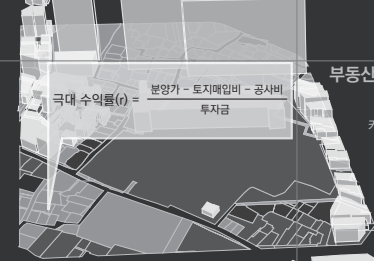 부동산
극대 수익률(r) = 분양가 - 토지매입비 - 공사비
투자금